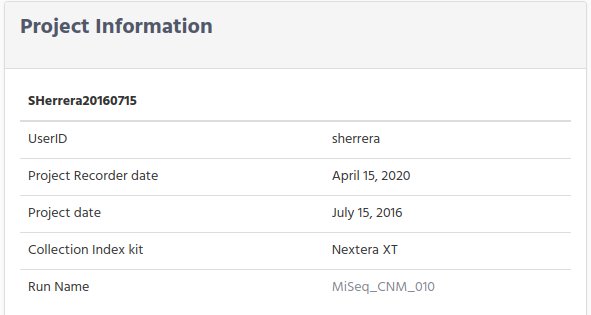 Project Information
SHerrera20160715
UserID sherrera
Project Recorder date April 15, 2020
Project date July 15, 2016
Collection Index kit Nextera XT
Run Name MiSeq_CNM_010